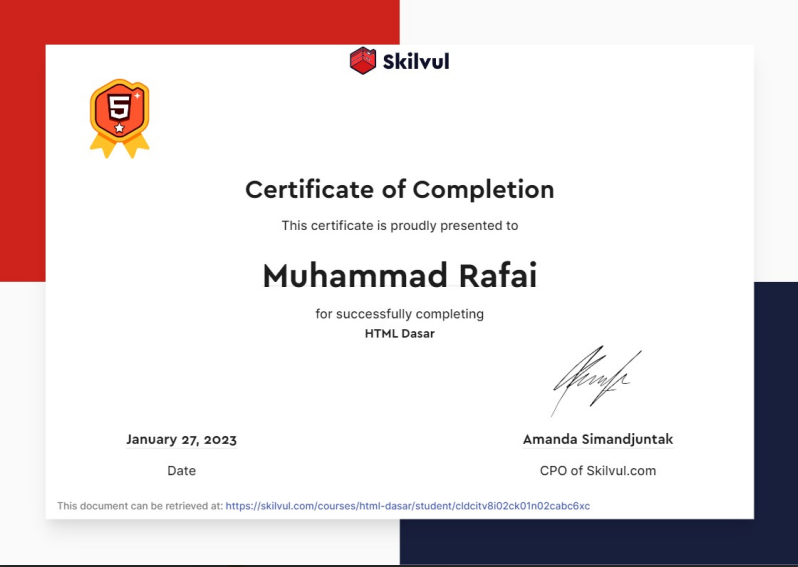 Skilvul
5
Certificate of Completion
This certificate is proudly presented to
Muhammad Rafai
for successfully completing
HTML Dasar
January 27, 2023
Amanda Simandjuntak
Date
CPO of Skilvul.com
This document can be retrieved at: https://skilvul.com/courses/html-dasar/student/cldcitv8i02ck01n02cabc6xc